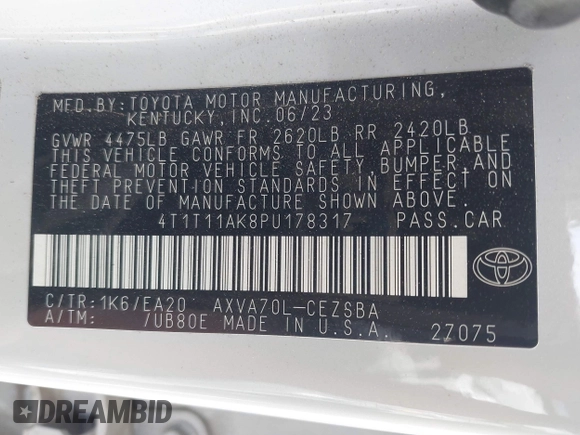 MFD.BY:TOYOTA MOTOR MANUFACTURING,
KENTUCKY,INC.06/23
GVWR 4475LB GAWR FR 2620LB RR 2420LB
THIS VEHICLE CONFORMS TO ALL APPLICABLE
FEDERAL MOTOR VEHICLE SAFETY,BUMPER,AND
THEFT PREVENTION STANDARDS IN EFFECT ON
THE DATE OF MANUFACTURE SHOWN ABOVE.
4T1T11AK8PU178317 PASS.CAR
C/TR:1K6/EA20 AXVA70L-CEZSBA
A/TM: /UB80E MADE IN U.S.A. 27075
DREAMBID